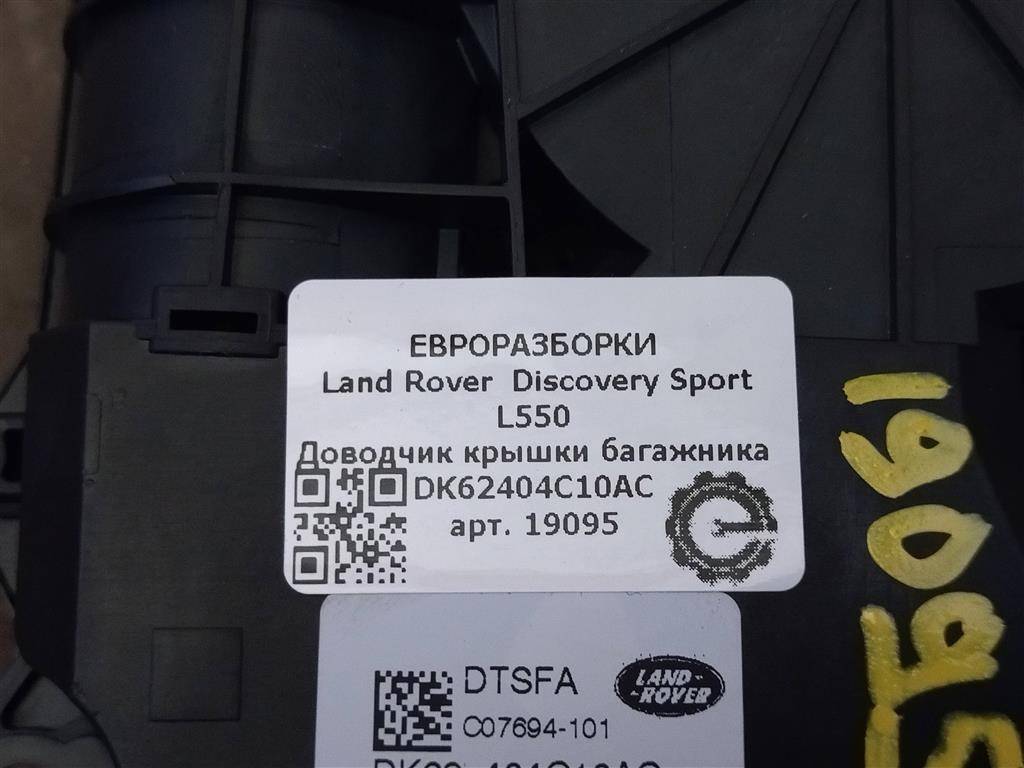 ЕВРОРАЗБОРКИ
Land Rover Discovery Sport
L550
Доводчик крышки багажника
DK62404C10AC
арт. 19095
DTSFA
LAND-
-ROVER
C07694-101
19095